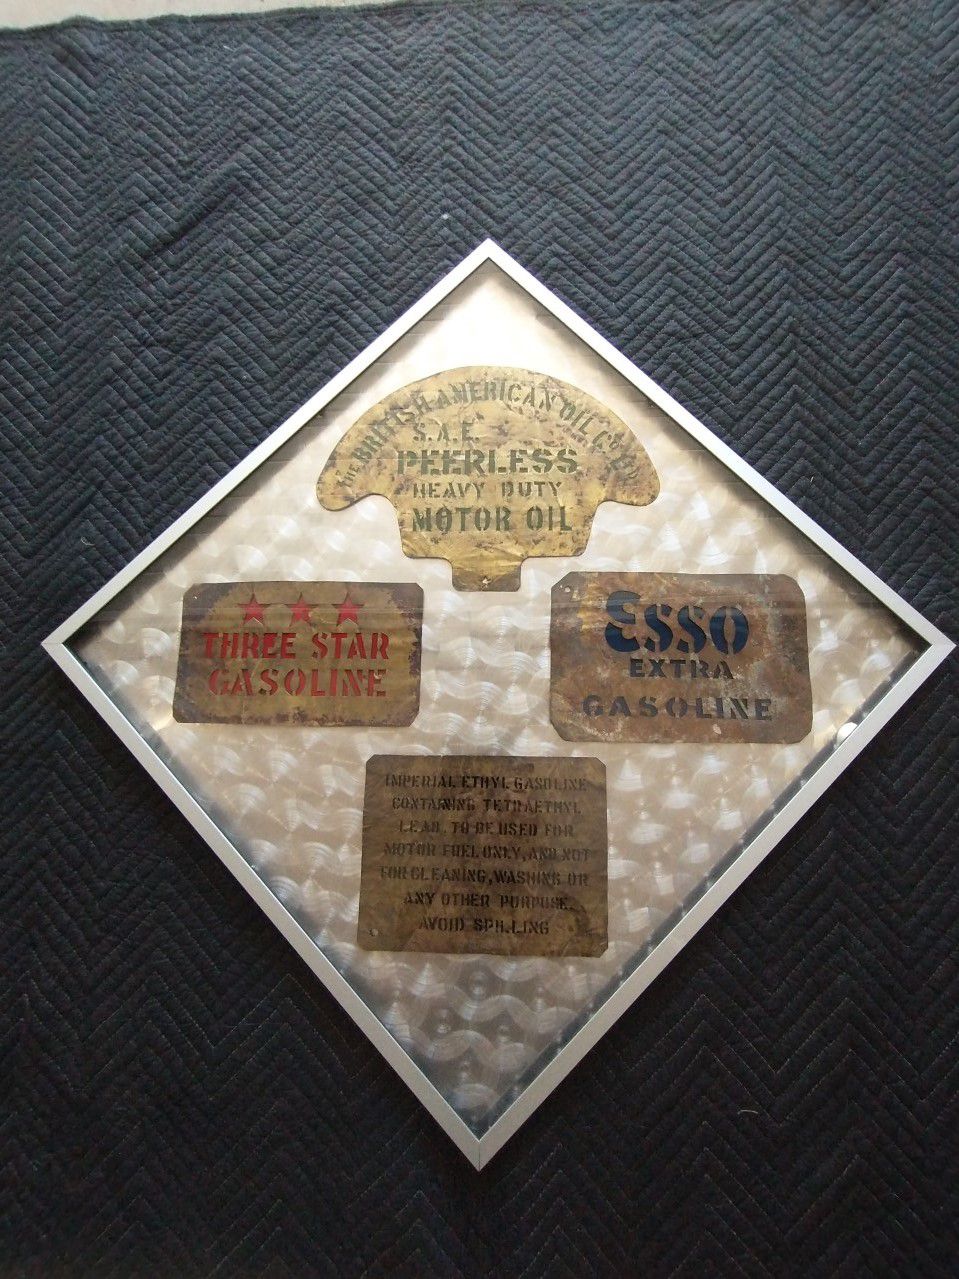 THE BRITISH AMERICAN OIL CO LTD
S.A.E.
PEERLESS
HEAVY DUTY
MOTOR OIL
THREE STAR
GASOLINE
ESSO
EXTRA
GASOLINE
IMPERIAL ETHYL GASOLINE
CONTAINING TETRAETHYL
LEAD, TO BE USED FOR
MOTOR FUEL ONLY, AND NOT
FOR CLEANING, WASHING OR
ANY OTHER PURPOSE.
AVOID SPILLING